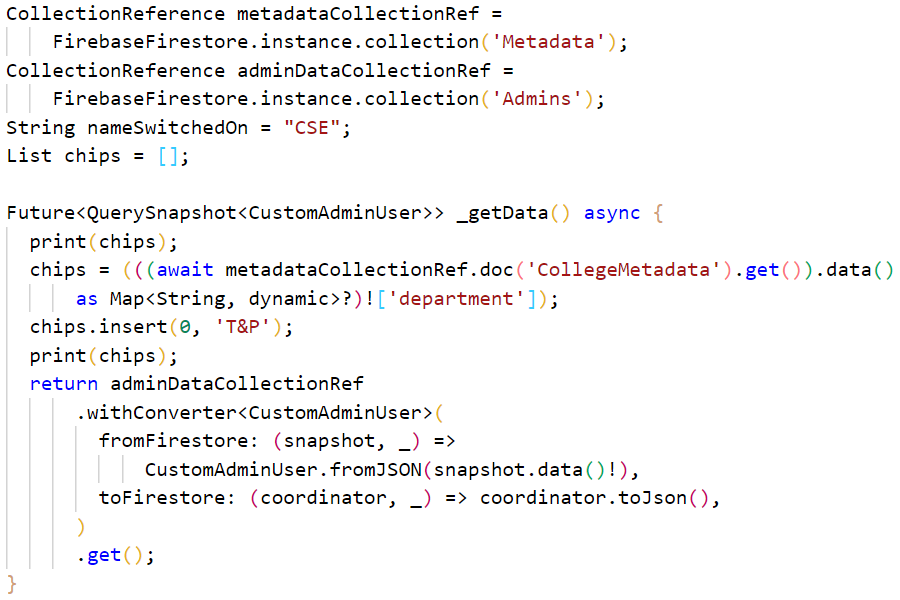 CollectionReference metadataCollectionRef =
    FirebaseFirestore.instance.collection('Metadata');
CollectionReference adminDataCollectionRef =
    FirebaseFirestore.instance.collection('Admins');
String nameSwitchedOn = "CSE";
List chips = [];

Future<QuerySnapshot<CustomAdminUser>> _getData() async {
  print(chips);
  chips = (((await metadataCollectionRef.doc('CollegeMetadata').get()).data()
      as Map<String, dynamic>?)!['department']);
  chips.insert(0, 'T&P');
  print(chips);
  return adminDataCollectionRef
      .withConverter<CustomAdminUser>(
        fromFirestore: (snapshot, _) =>
            CustomAdminUser.fromJSON(snapshot.data()!),
        toFirestore: (coordinator, _) => coordinator.toJson(),
      )
      .get();
}